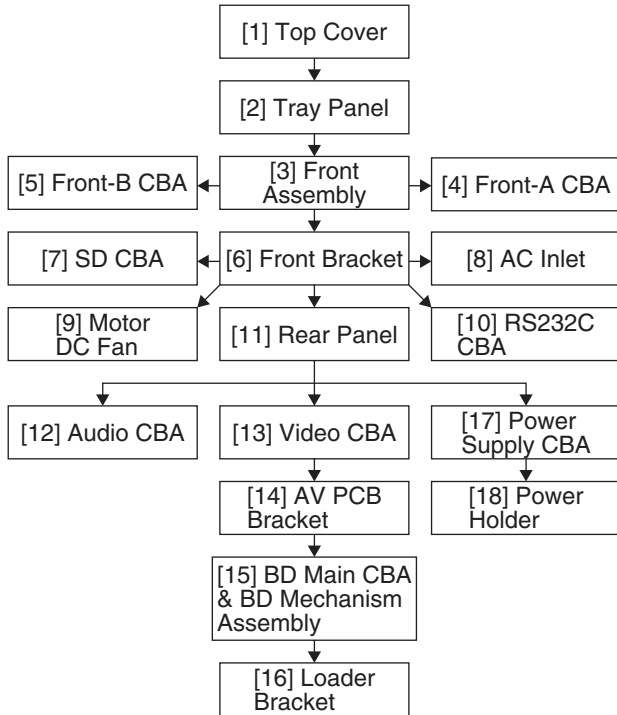 [1] Top Cover
[2] Tray Panel
[5] Front-B CBA
[3] Front
Assembly
[4] Front-A CBA
[7] SD CBA
[6] Front Bracket
[8] AC Inlet
[9] Motor
DC Fan
[11] Rear Panel
[10] RS232C
CBA
[12] Audio CBA
[13] Video CBA
[17] Power
Supply CBA
[14] AV PCB
Bracket
[18] Power
Holder
[15] BD Main CBA
& BD Mechanism
Assembly
[16] Loader
Bracket